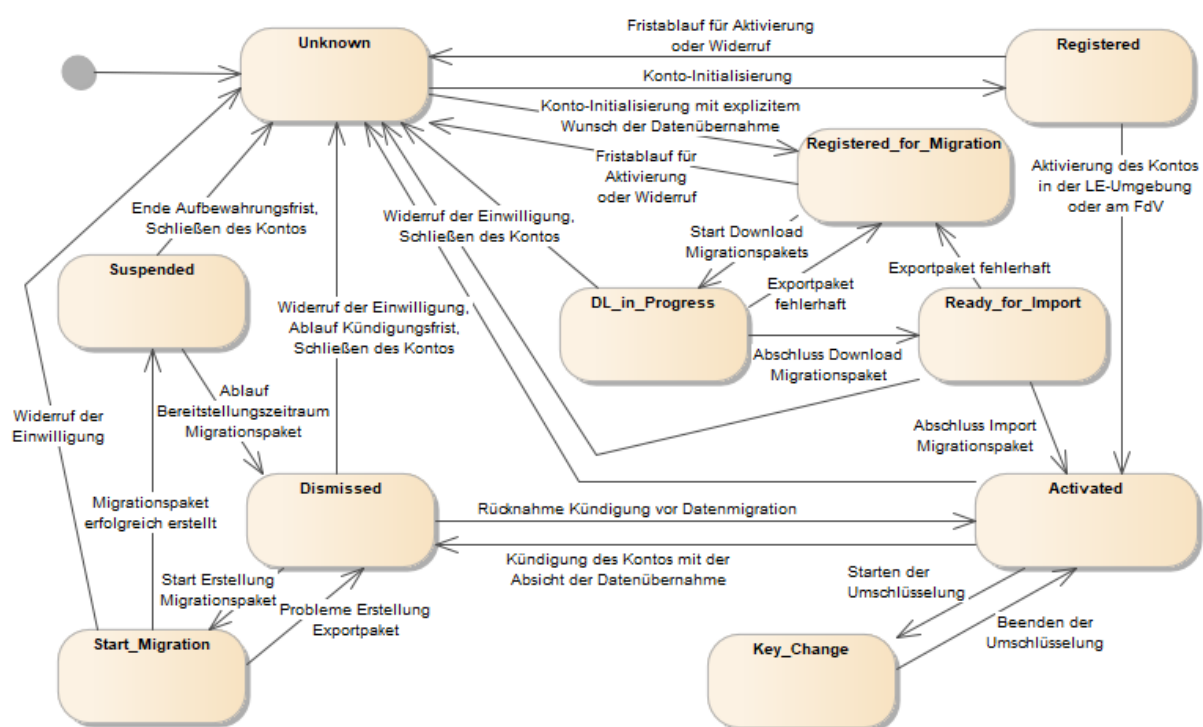 Unknown
Fristablauf für Aktivierung
oder Widerruf
Registered
Konto-Initialisierung
Konto-Initialisierung mit explizitem
Wunsch der Datenübernahme
Registered_for_Migration
Fristablauf für
Aktivierung
oder Widerruf
Aktivierung des Kontos
in der LE-Umgebung
oder am FdV
Ende Aufbewahrungsfrist,
Schließen des Kontos
Widerruf der Einwilligung,
Schließen des Kontos
Start Download
Migrationspakets
Suspended
Exportpaket fehlerhaft
Exportpaket
fehlerhaft
DL_in_Progress
Ready_for_Import
Widerruf der Einwilligung,
Ablauf Kündigungsfrist,
Schließen des Kontos
Abschluss Download
Migrationspaket
Ablauf
Bereitstellungszeitraum
Migrationspaket
Widerruf der
Einwilligung
Abschluss Import
Migrationspaket
Dismissed
Activated
Migrationspaket
erfolgreich erstellt
Rücknahme Kündigung vor Datenmigration
Kündigung des Kontos mit der
Absicht der Datenübernahme
Start Erstellung
Migrationspaket
Starten der
Umschlüsselung
Probleme Erstellung
Exportpaket
Beenden der
Umschlüsselung
Start_Migration
Key_Change